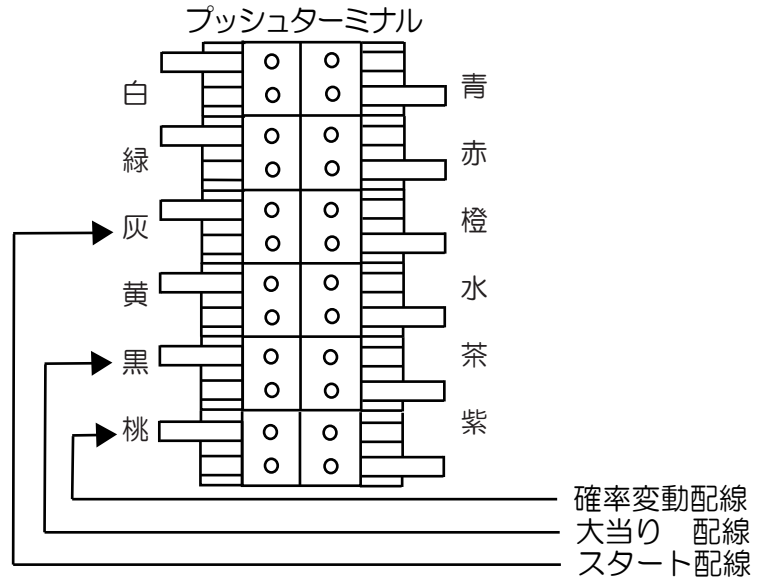 プッシュターミナル
白
青
緑
赤
灰
橙
黄
水
黒
茶
桃
紫
確率変動配線
大当り　配線
スタート配線